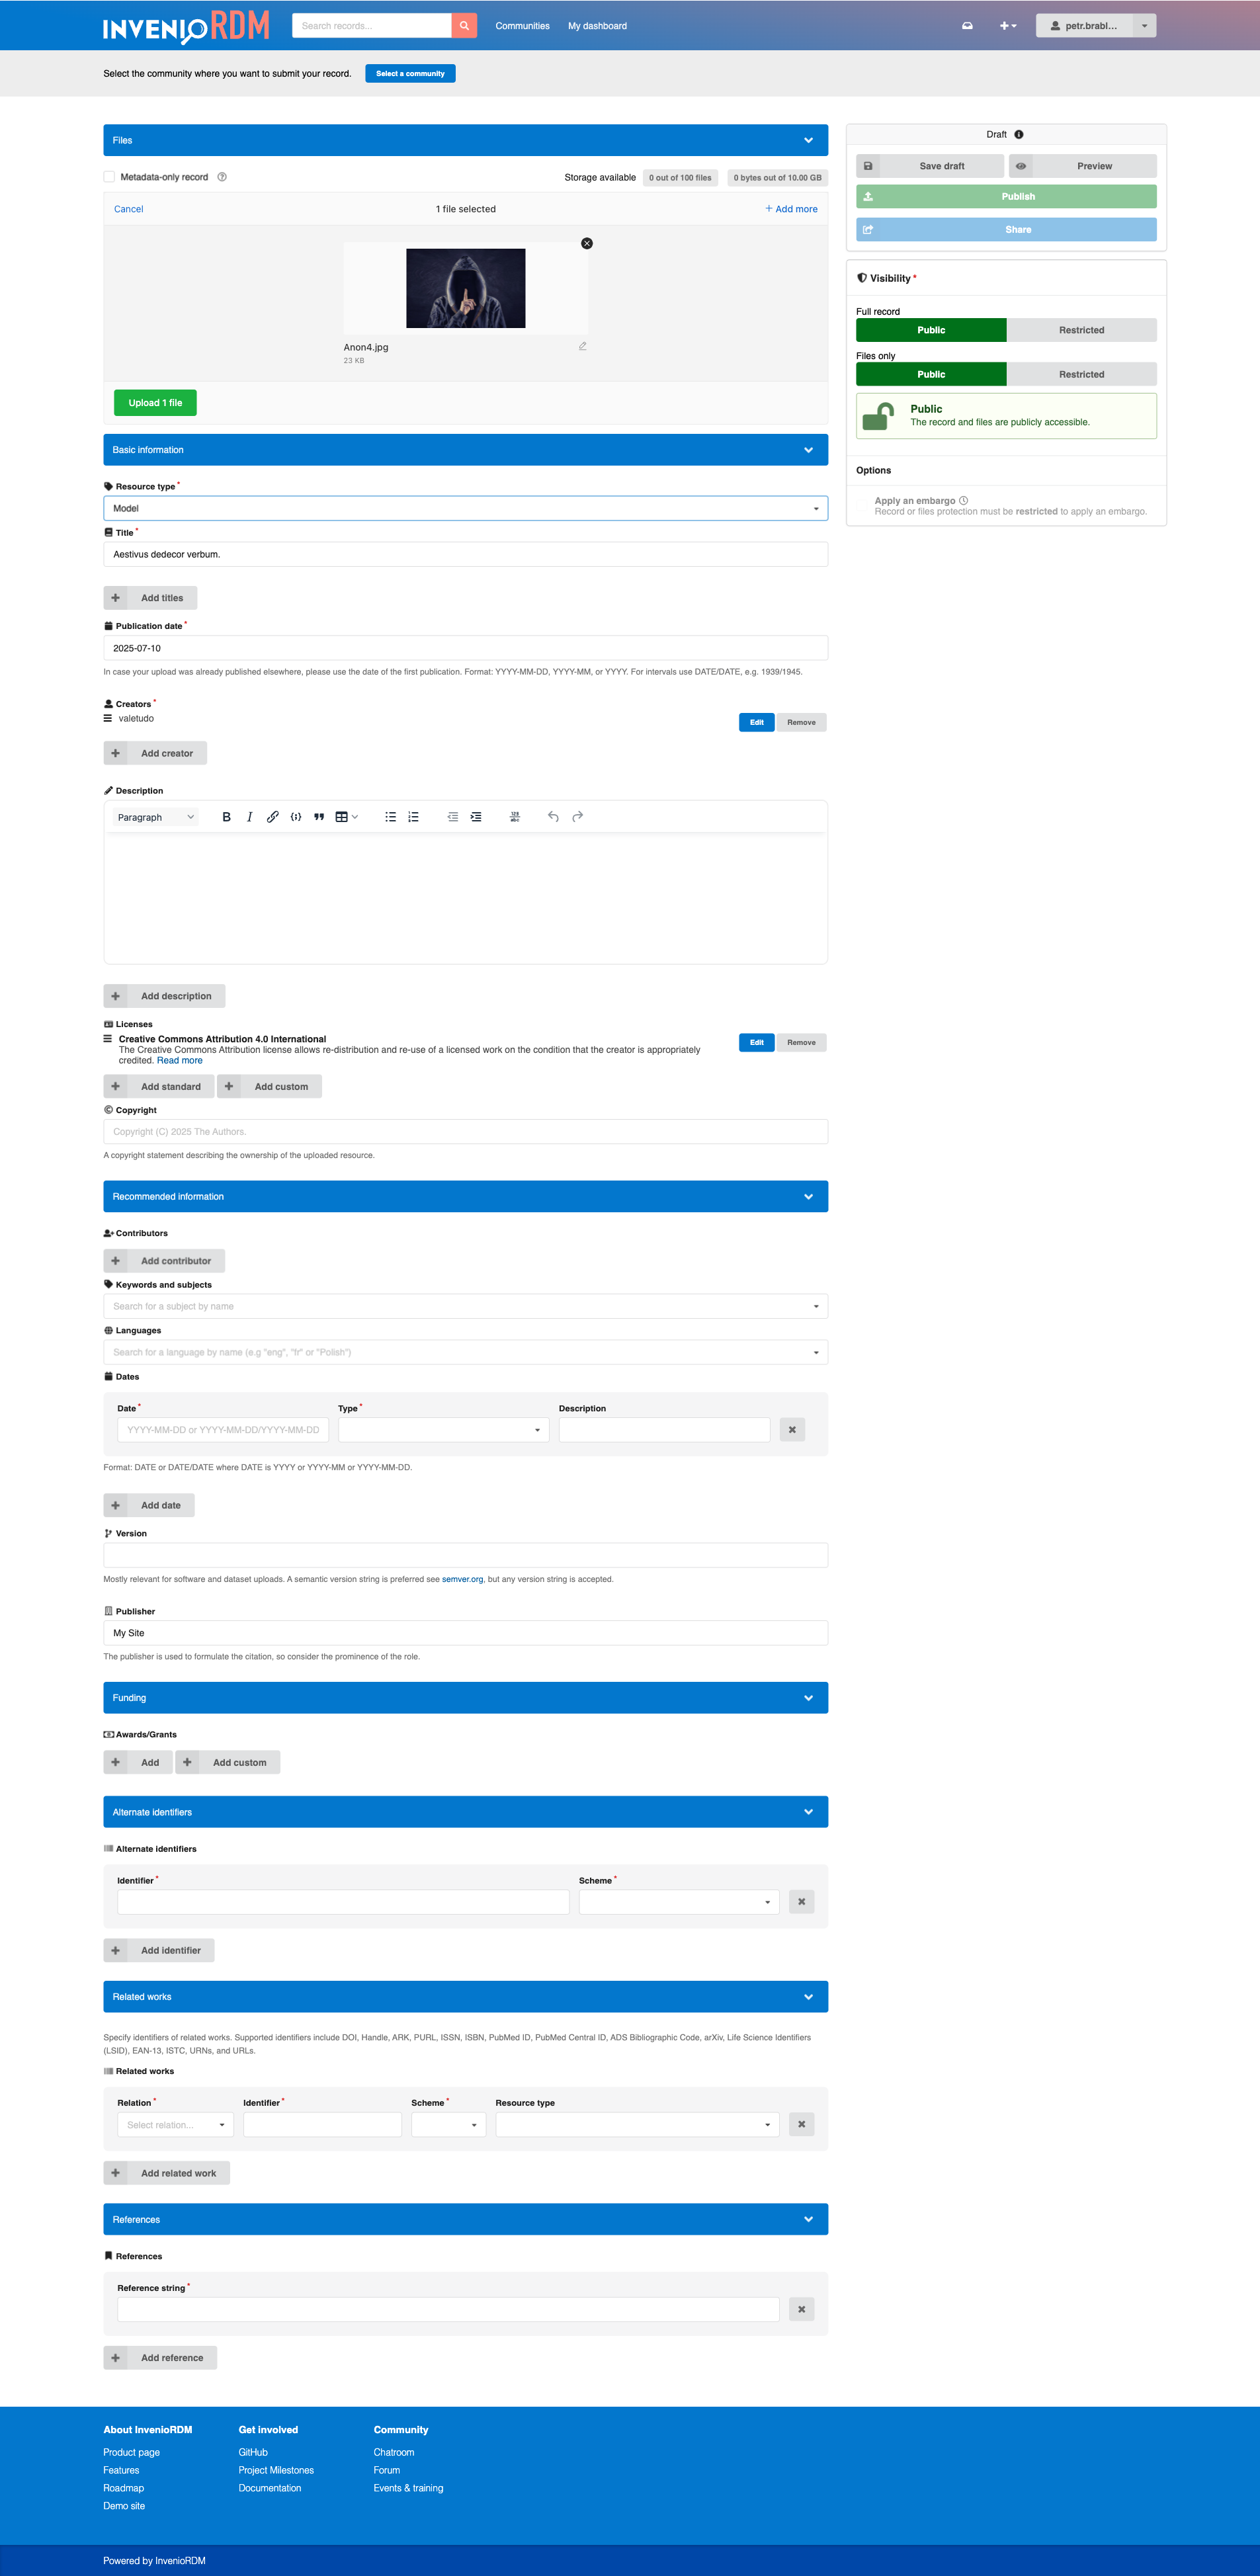 INVENIO RDM
Search records...
Communities
My dashboard
petr.brabl...
Select the community where you want to submit your record.
Select a community
Files
Metadata-only record
Storage available
0 out of 100 files
0 bytes out of 10.00 GB
Cancel
1 file selected
+ Add more
Anon4.jpg
23 KB
Upload 1 file
Draft
Save draft
Preview
Publish
Share
Visibility*
Full record
Public
Restricted
Files only
Public
Restricted
Public
The record and files are publicly accessible.
Options
Apply an embargo
Record or files protection must be restricted to apply an embargo.
Basic information
Resource type*
Model
Title*
Aestivus dedecor verbum.
Add titles
Publication date*
2025-07-10
In case your upload was already published elsewhere, please use the date of the first publication. Format: YYYY-MM-DD, YYYY-MM, or YYYY. For intervals use DATE/DATE, e.g. 1939/1945.
Creators*
valetudo
Edit
Remove
Add creator
Description
Paragraph
Add description
Licenses
Creative Commons Attribution 4.0 International
The Creative Commons Attribution license allows re-distribution and re-use of a licensed work on the condition that the creator is appropriately
credited. Read more
Edit
Remove
Add standard
Add custom
Copyright
Copyright (C) 2025 The Authors.
A copyright statement describing the ownership of the uploaded resource.
Recommended information
Contributors
Add contributor
Keywords and subjects
Search for a subject by name
Languages
Search for a language by name (e.g "eng", "fr" or "Polish")
Dates
Date*
Type*
Description
YYYY-MM-DD or YYYY-MM-DD/YYYY-MM-DD
Format: DATE or DATE/DATE where DATE is YYYY or YYYY-MM or YYYY-MM-DD.
Add date
Version
Mostly relevant for software and dataset uploads. A semantic version string is preferred see semver.org, but any version string is accepted.
Publisher
My Site
The publisher is used to formulate the citation, so consider the prominence of the role.
Funding
Awards/Grants
Add
Add custom
Alternate identifiers
Alternate identifiers
Identifier*
Scheme*
Add identifier
Related works
Specify identifiers of related works. Supported identifiers include DOI, Handle, ARK, PURL, ISSN, ISBN, PubMed ID, PubMed Central ID, ADS Bibliographic Code, arXiv, Life Science Identifiers
(LSID), EAN-13, ISTC, URNs, and URLs.
Related works
Relation*
Identifier*
Scheme*
Resource type
Select relation...
Add related work
References
References
Reference string*
Add reference
About InvenioRDM
Product page
Features
Roadmap
Demo site
Get involved
GitHub
Project Milestones
Documentation
Community
Chatroom
Forum
Events & training
Powered by InvenioRDM